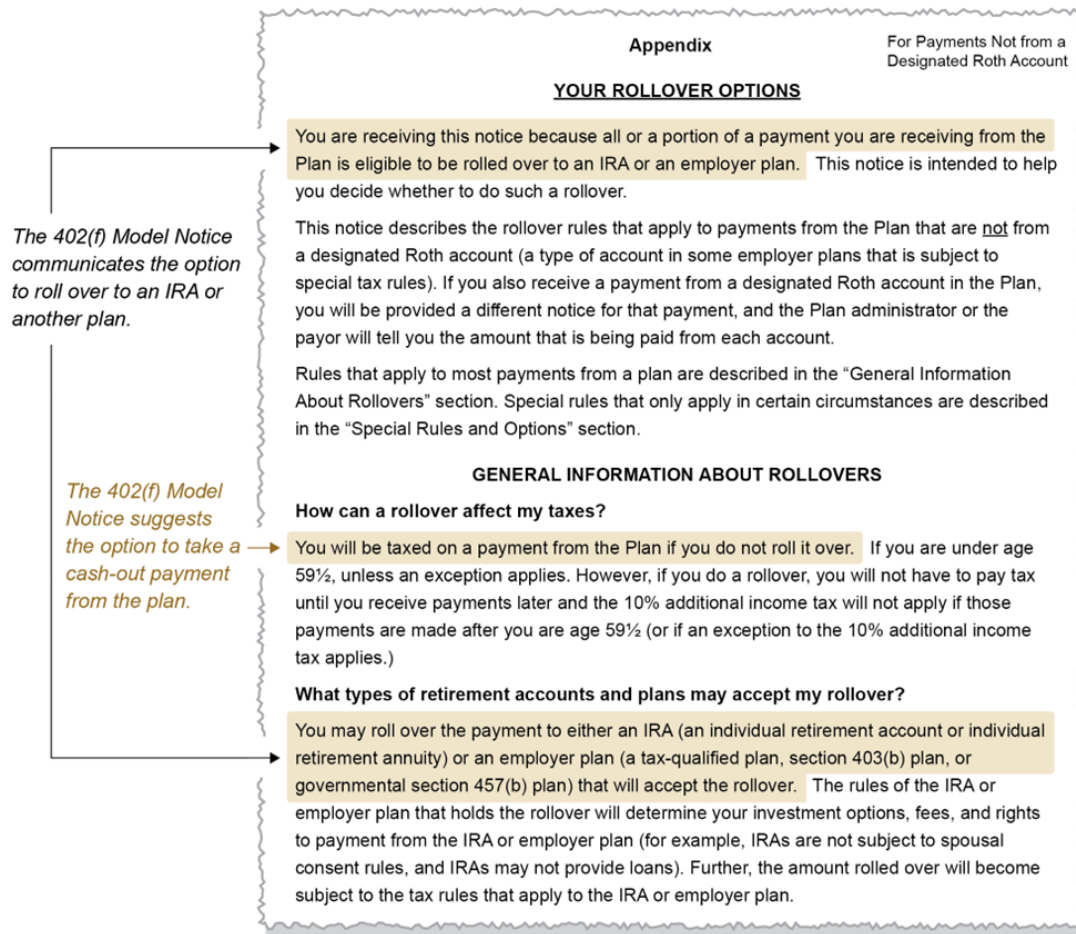 Appendix
For Payments Not from a
Designated Roth Account
YOUR ROLLOVER OPTIONS
You are receiving this notice because all or a portion of a payment you are receiving from the
Plan is eligible to be rolled over to an IRA or an employer plan. This notice is intended to help
you decide whether to do such a rollover.
This notice describes the rollover rules that apply to payments from the Plan that are not from
a designated Roth account (a type of account in some employer plans that is subject to
special tax rules). If you also receive a payment from a designated Roth account in the Plan,
you will be provided a different notice for that payment, and the Plan administrator or the
payor will tell you the amount that is being paid from each account.
Rules that apply to most payments from a plan are described in the “General Information
About Rollovers” section. Special rules that only apply in certain circumstances are described
in the “Special Rules and Options” section.
The 402(f) Model Notice
communicates the option
to roll over to an IRA or
another plan.
GENERAL INFORMATION ABOUT ROLLOVERS
How can a rollover affect my taxes?
You will be taxed on a payment from the Plan if you do not roll it over. If you are under age
59½, unless an exception applies. However, if you do a rollover, you will not have to pay tax
until you receive payments later and the 10% additional income tax will not apply if those
payments are made after you are age 59½ (or if an exception to the 10% additional income
tax applies.)
The 402(f) Model
Notice suggests
the option to take a
cash-out payment
from the plan.
What types of retirement accounts and plans may accept my rollover?
You may roll over the payment to either an IRA (an individual retirement account or individual
retirement annuity) or an employer plan (a tax-qualified plan, section 403(b) plan, or
governmental section 457(b) plan) that will accept the rollover. The rules of the IRA or
employer plan that holds the rollover will determine your investment options, fees, and rights
to payment from the IRA or employer plan (for example, IRAs are not subject to spousal
consent rules, and IRAs may not provide loans). Further, the amount rolled over will become
subject to the tax rules that apply to the IRA or employer plan.